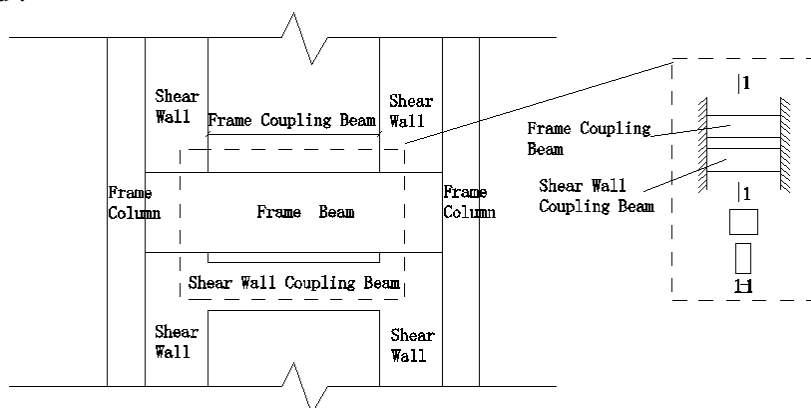 Shear
Wall
Shear
Wall
Frame Coupling Beam
Frame
Column
Frame Beam
Frame
Column
Shear Wall Coupling Beam
Shear
Wall
Shear
Wall
1
Frame Coupling
Beam
Shear Wall
Coupling Beam
1
1-1